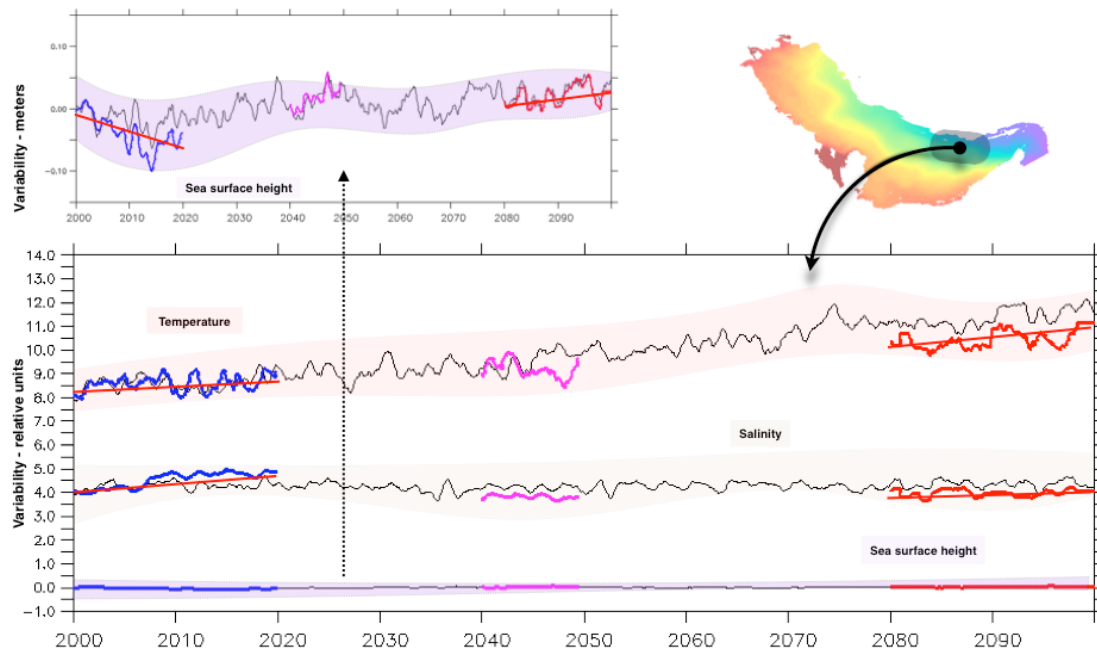 Variability - meters
0.10
0.00
-0.10
Sea surface height
2000 2010 2020 2030 2040 2050 2060 2070 2080 2090
Variability - relative units
14.0
13.0
12.0
11.0
10.0
9.0
8.0
7.0
6.0
5.0
4.0
3.0
2.0
1.0
0.0
-1.0
Temperature
Salinity
Sea surface height
2000 2010 2020 2030 2040 2050 2060 2070 2080 2090